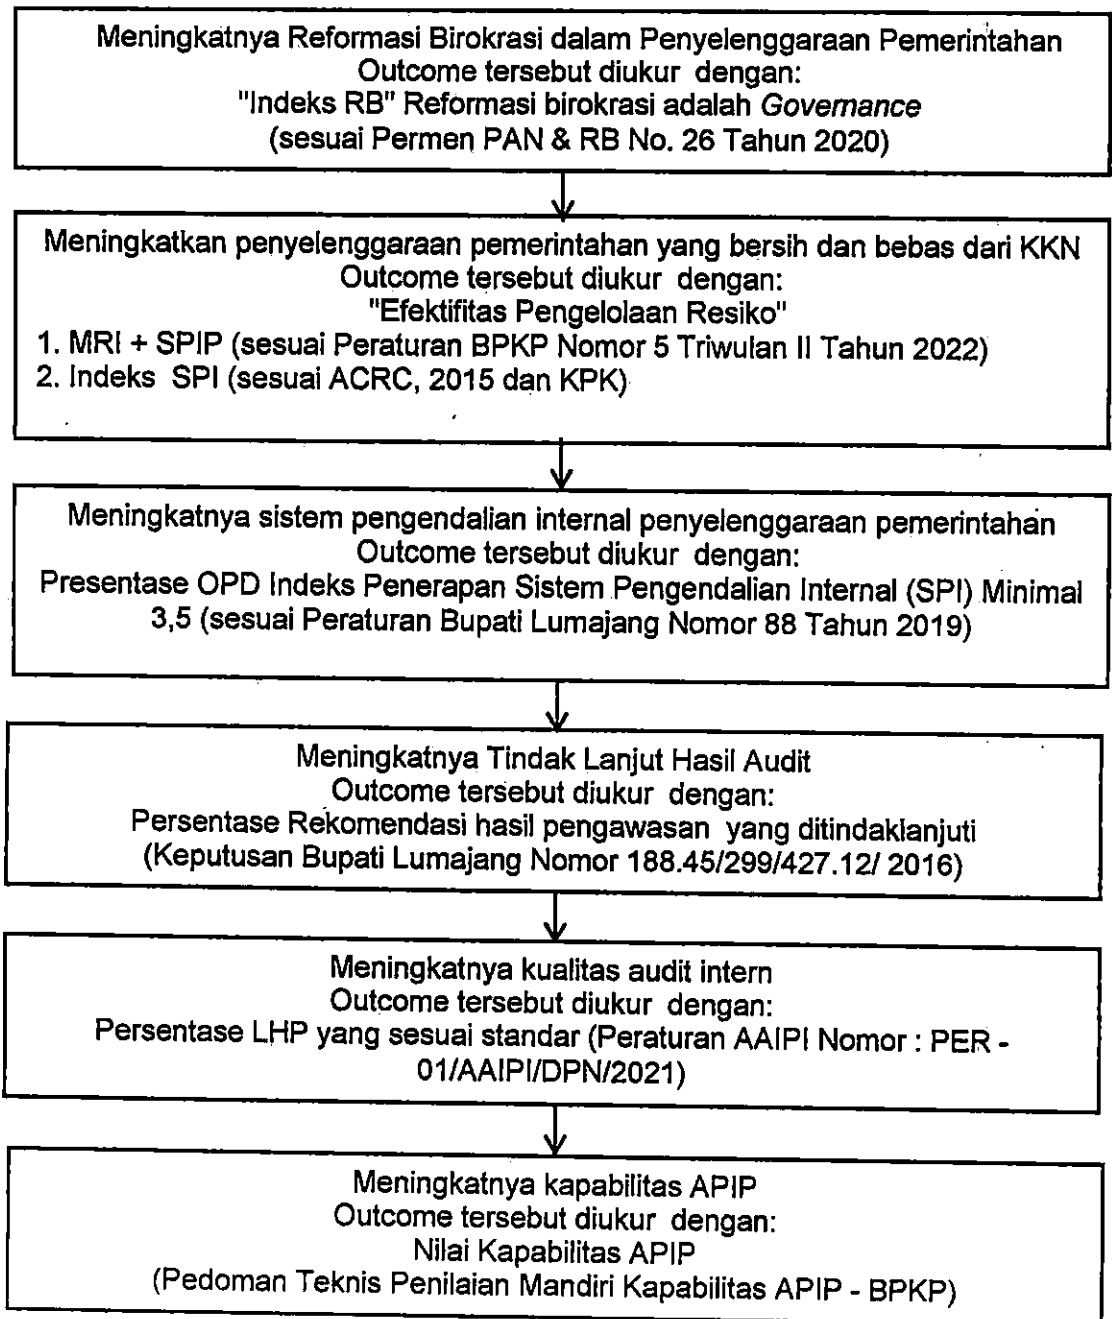 Meningkatnya Reformasi Birokrasi dalam Penyelenggaraan Pemerintahan
Outcome tersebut diukur dengan:
"Indeks RB" Reformasi birokrasi adalah Governance
(sesuai Permen PAN & RB No. 26 Tahun 2020)
Meningkatkan penyelenggaraan pemerintahan yang bersih dan bebas dari KKN
Outcome tersebut diukur dengan:
"Efektifitas Pengelolaan Resiko"
1. MRI + SPIP (sesuai Peraturan BPKP Nomor 5 Triwulan II Tahun 2022)
2. Indeks SPI (sesuai ACRC, 2015 dan KPK)
Meningkatnya sistem pengendalian internal penyelenggaraan pemerintahan
Outcome tersebut diukur dengan:
Presentase OPD Indeks Penerapan Sistem Pengendalian Internal (SPI) Minimal
3,5 (sesuai Peraturan Bupati Lumajang Nomor 88 Tahun 2019)
Meningkatnya Tindak Lanjut Hasil Audit
Outcome tersebut diukur dengan:
Persentase Rekomendasi hasil pengawasan yang ditindaklanjuti
(Keputusan Bupati Lumajang Nomor 188.45/299/427.12/ 2016)
Meningkatnya kualitas audit intern
Outcome tersebut diukur dengan:
Persentase LHP yang sesuai standar (Peraturan AAIPI Nomor : PER -
01/AAIPI/DPN/2021)
Meningkatnya kapabilitas APIP
Outcome tersebut diukur dengan:
Nilai Kapabilitas APIP
(Pedoman Teknis Penilaian Mandiri Kapabilitas APIP - BPKP)